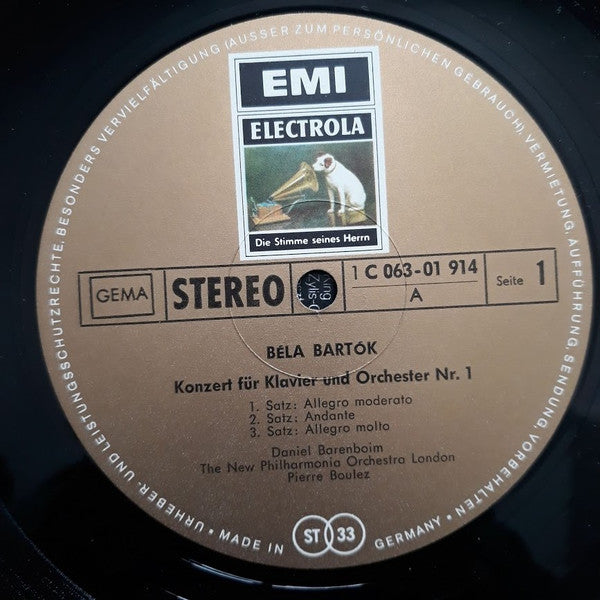 URHEBER- UND LEISTUNGSSCHUTZRECHTE, BESONDERS VERVIELFÄLTIGUNG (AUSSER ZUM PERSÖNLICHEN GEBRAUCH), VERMIETUNG, AUFFÜHRUNG, SENDUNG, VORBEHALTEN •
EMI
ELECTROLA
Die Stimme seines Herrn
GEMA
STEREO
1 C 063-01 914
A
Seite 1
BÉLA BARTÓK
Konzert für Klavier und Orchester Nr. 1
1. Satz: Allegro moderato
2. Satz: Andante
3. Satz: Allegro molto
Daniel Barenboim
The New Philharmonia Orchestra London
Pierre Boulez
• MADE IN GERMANY •
ST 33